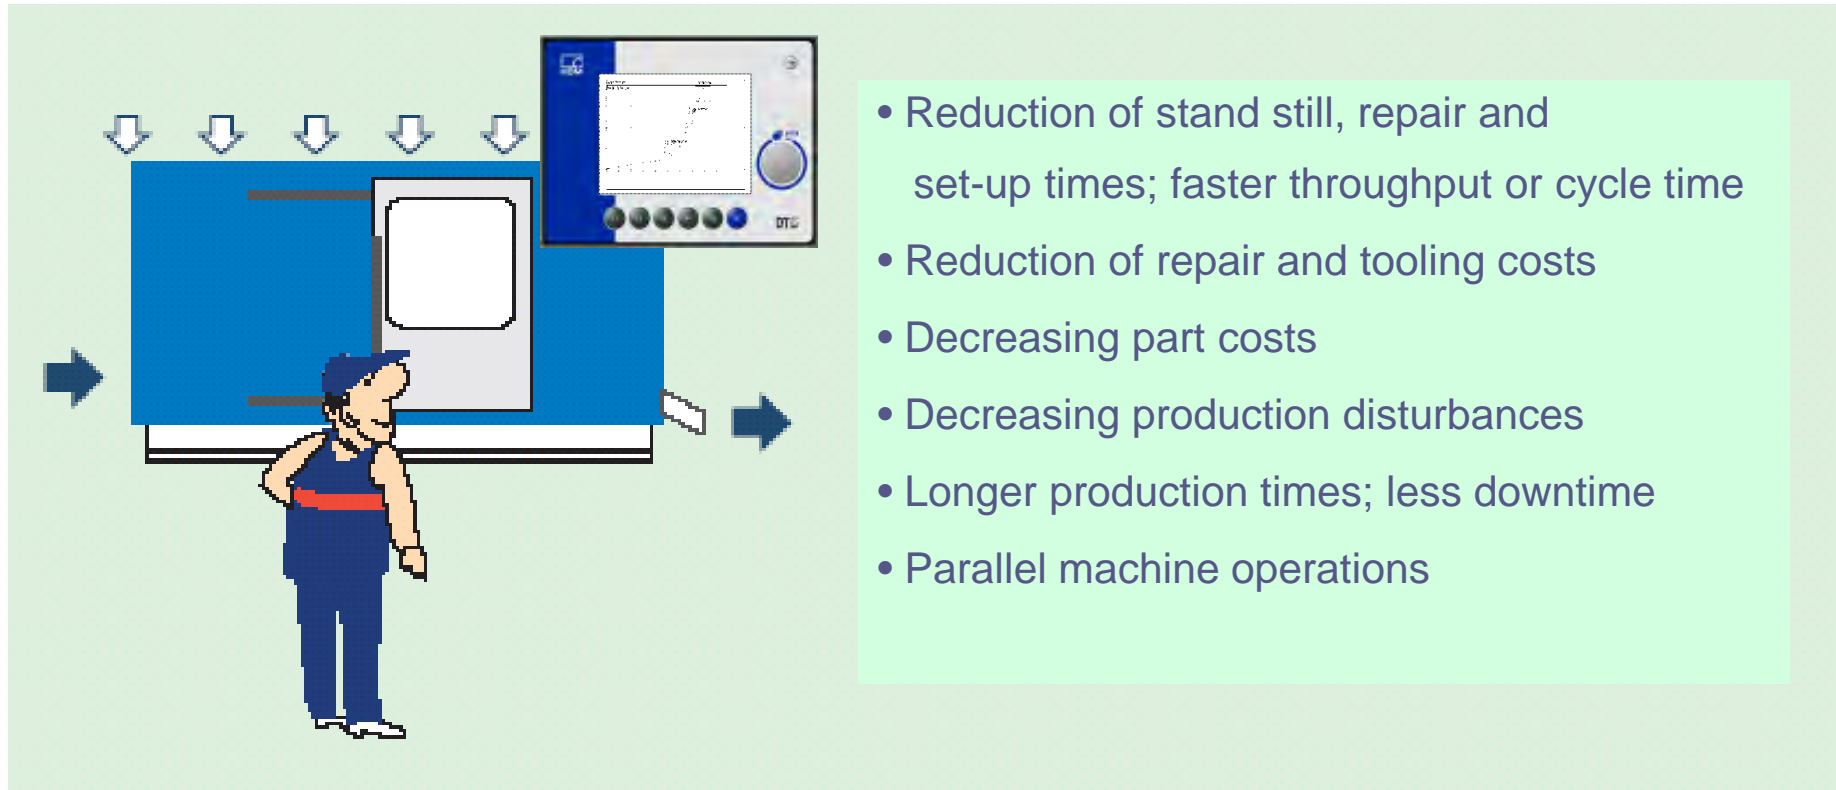 • Reduction of stand still, repair and
set-up times; faster throughput or cycle time
• Reduction of repair and tooling costs
• Decreasing part costs
• Decreasing production disturbances
• Longer production times; less downtime
• Parallel machine operations